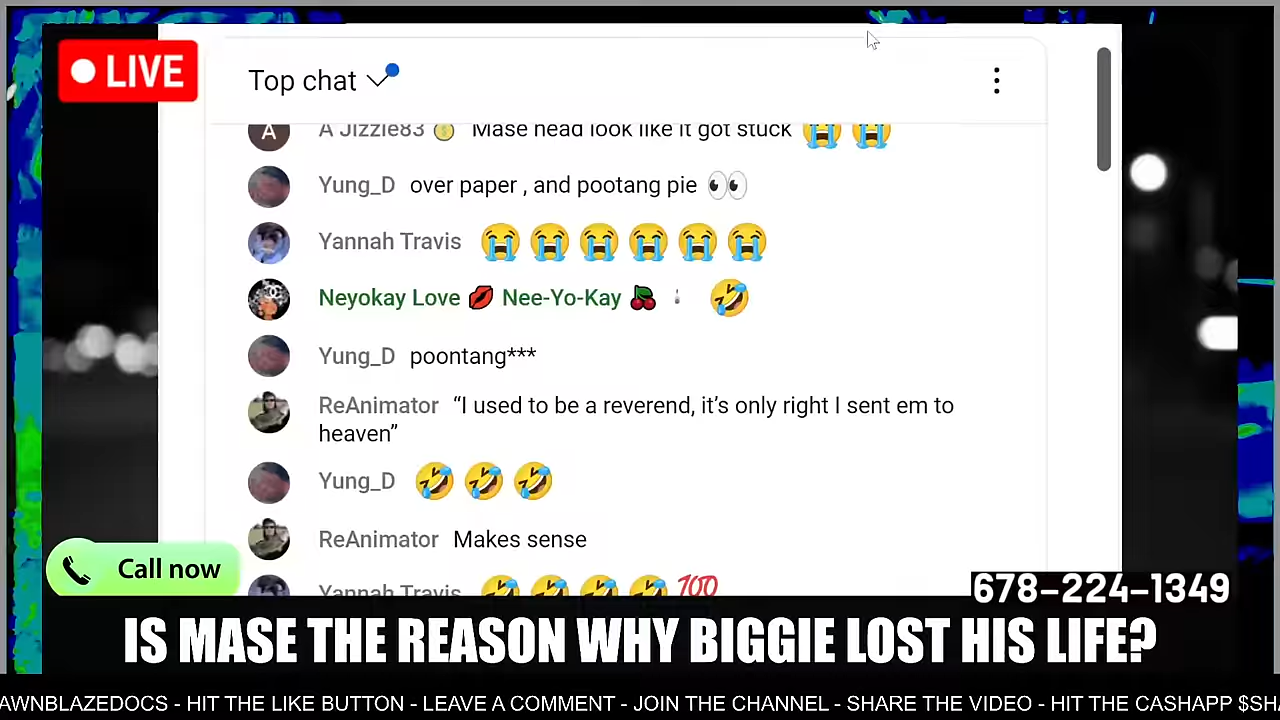 LIVE
Top chat
A
A Jizzle83 Mase head look like it got stuck 😭 😭
Yung_D over paper , and pootang pie 👀
Yannah Travis 😭 😭 😭 😭 😭 😭
Neyokay Love 💋 Nee-Yo-Kay 🍒 🤣
Yung_D poontang***
ReAnimator “I used to be a reverend, it’s only right I sent em to
heaven”
Yung_D 🤣 🤣 🤣
ReAnimator Makes sense
Yannah Travis 🤣 🤣 🤣 🤣 💯
Call now
678-224-1349
IS MASE THE REASON WHY BIGGIE LOST HIS LIFE?
AWNBLAZEDOCS - HIT THE LIKE BUTTON - LEAVE A COMMENT - JOIN THE CHANNEL - SHARE THE VIDEO - HIT THE CASHAPP $SHA